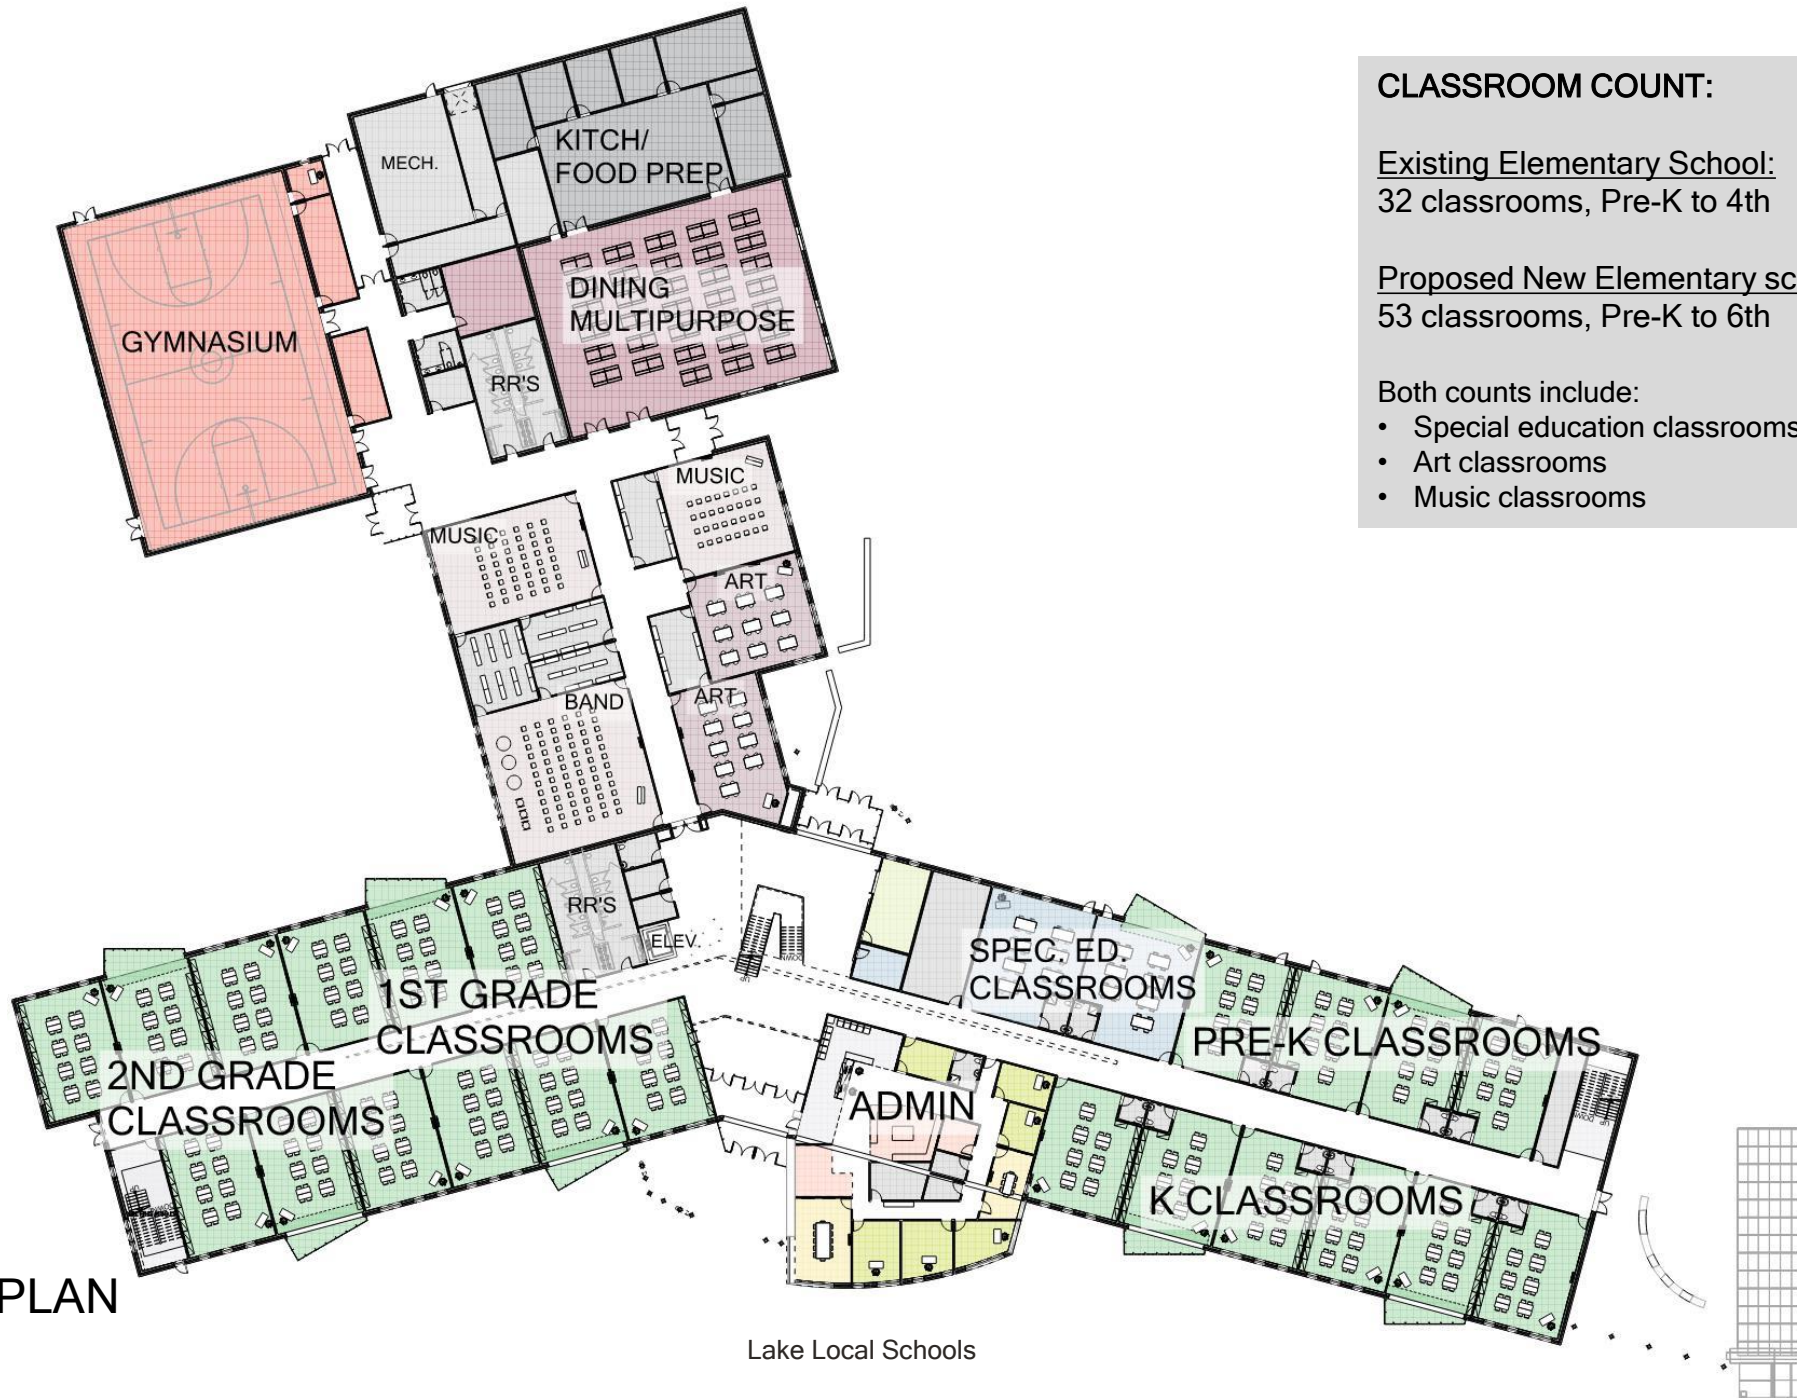 CLASSROOM COUNT:
Existing Elementary School:
32 classrooms, Pre-K to 4th
Proposed New Elementary sc
53 classrooms, Pre-K to 6th
Both counts include:
• Special education classrooms
• Art classrooms
• Music classrooms
MECH.
KITCH/
FOOD PREP
DINING
MULTIPURPOSE
GYMNASIUM
RR'S
MUSIC
MUSIC
ART
BAND
ART
RR'S
ELEV.
1ST GRADE
CLASSROOMS
2ND GRADE
CLASSROOMS
SPEC. ED.
CLASSROOMS
PRE-K CLASSROOMS
ADMIN
K CLASSROOMS
PLAN
Lake Local Schools